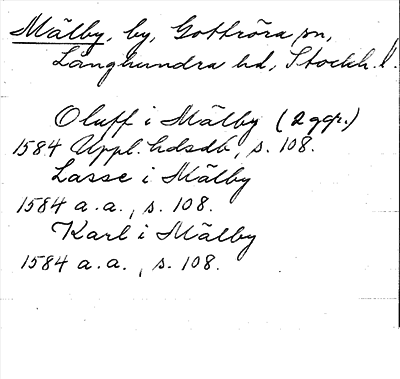 Mälby, by, Gottröra sn,
Långhundra hd, Stockh. l.
Oluff i Mälby (2 ggr.)
1584 Uppl. hdsdb, s. 108.
Lasse i Mälby
1584 a.a., s. 108.
Karl i Mälby
1584 a.a., s. 108.